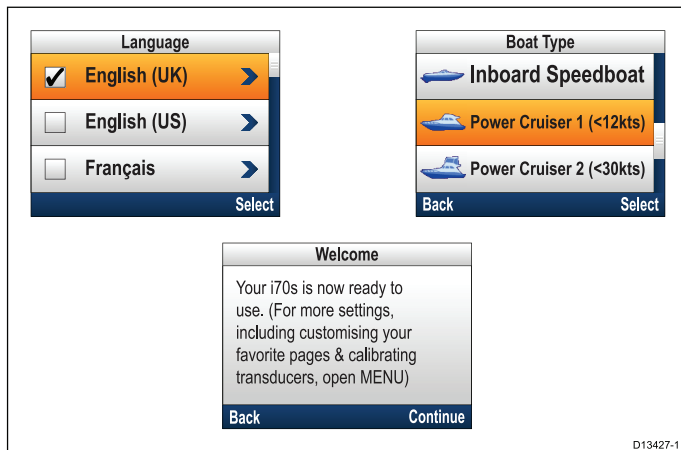 Language
English (UK)
English (US)
Français
Select
Boat Type
Inboard Speedboat
Power Cruiser 1 (<12kts)
Power Cruiser 2 (<30kts)
Back Select
Welcome
Your i70s is now ready to
use. (For more settings,
including customising your
favorite pages & calibrating
transducers, open MENU)
Back Continue
D13427-1